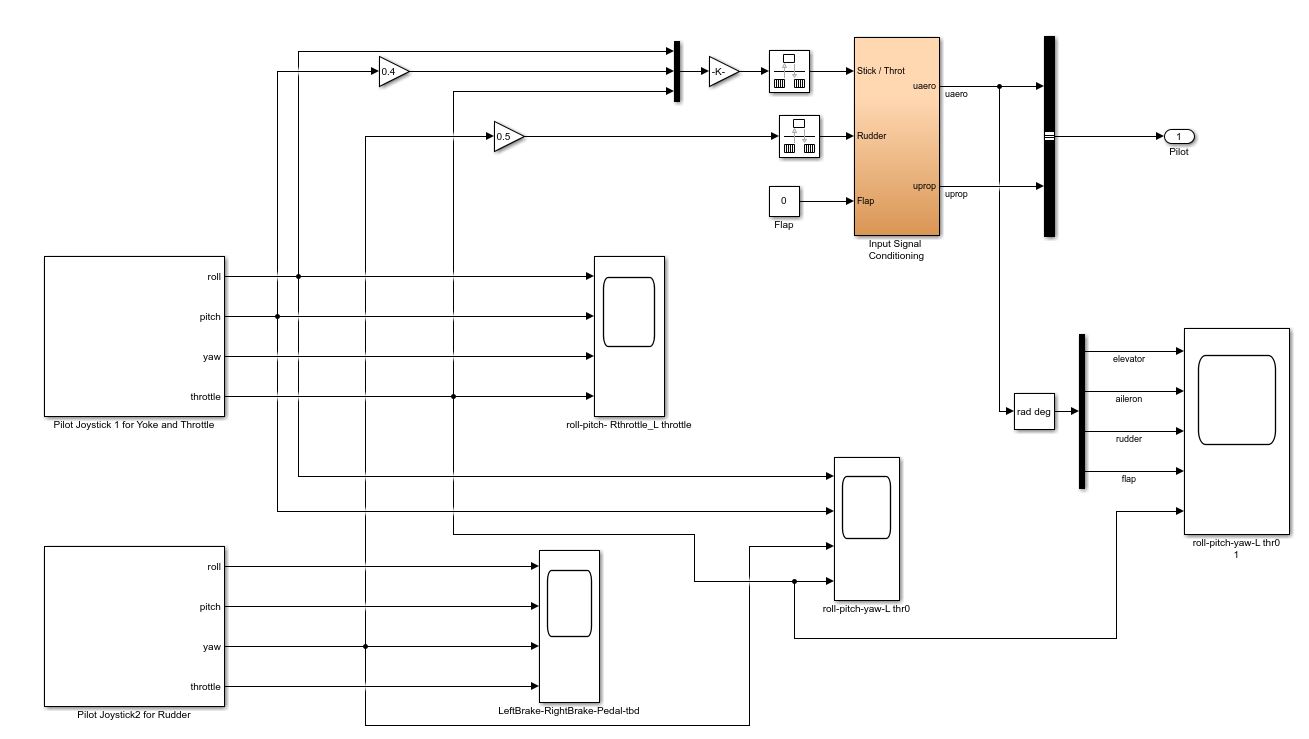 0.4
-K-
Stick / Throt
uaero
uaero
0.5
Rudder
1
Pilot
uprop
uprop
0
Flap
Flap
Input Signal
Conditioning
roll
pitch
yaw
throttle
Pilot Joystick 1 for Yoke and Throttle
roll-pitch- Rthrottle_L throttle
elevator
aileron
rad deg
rudder
flap
roll-pitch-yaw-L thr0
1
roll-pitch-yaw-L thr0
roll
pitch
yaw
throttle
Pilot Joystick2 for Rudder
LeftBrake-RightBrake-Pedal-tbd